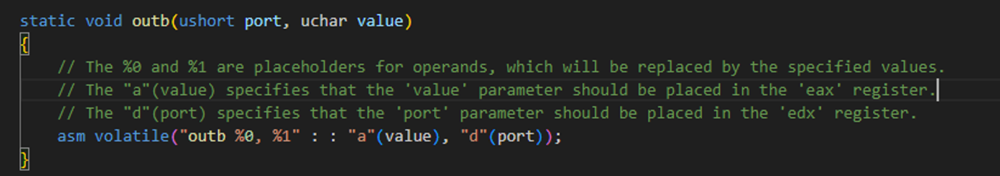 static void outb(ushort port, uchar value)
{
// The %0 and %1 are placeholders for operands, which will be replaced by the specified values.
// The "a"(value) specifies that the 'value' parameter should be placed in the 'eax' register.
// The "d"(port) specifies that the 'port' parameter should be placed in the 'edx' register.
asm volatile("outb %0, %1" : : "a"(value), "d"(port));
}